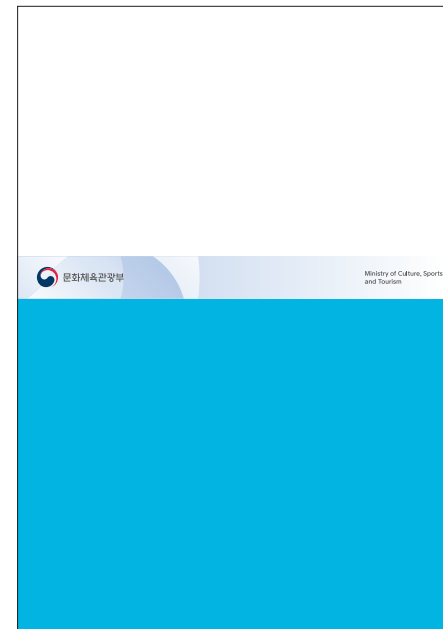 문화체육관광부
Ministry of Culture, Sports
and Tourism